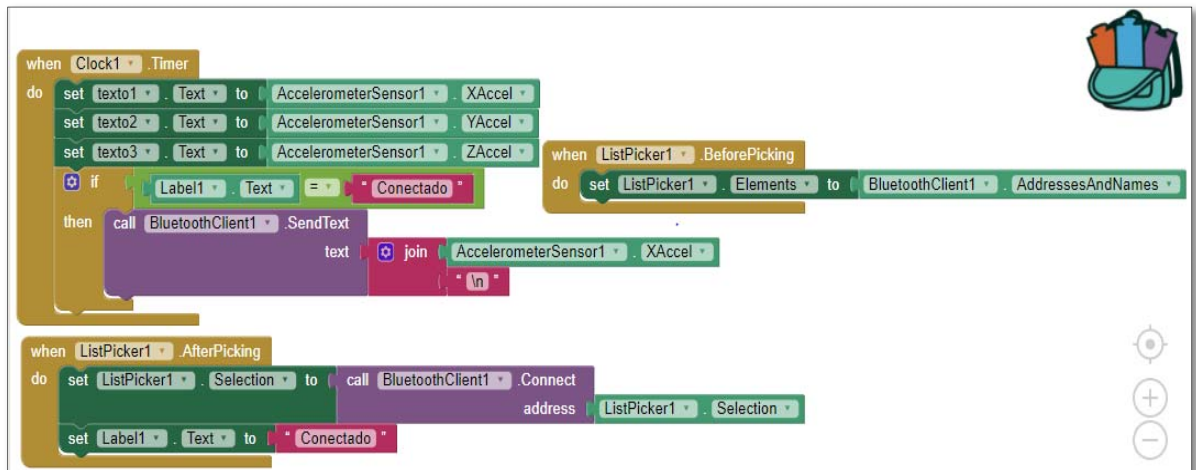 when Clock1 .Timer
do set texto1 . Text to AccelerometerSensor1 . XAccel
set texto2 . Text to AccelerometerSensor1 . YAccel
set texto3 . Text to AccelerometerSensor1 . ZAccel
if Label1 . Text = " Conectado "
then call BluetoothClient1 .SendText
text join AccelerometerSensor1 . XAccel
" \n "
when ListPicker1 .BeforePicking
do set ListPicker1 . Elements to BluetoothClient1 . AddressesAndNames
when ListPicker1 .AfterPicking
do set ListPicker1 . Selection to call BluetoothClient1 .Connect
address ListPicker1 . Selection
set Label1 . Text to " Conectado "